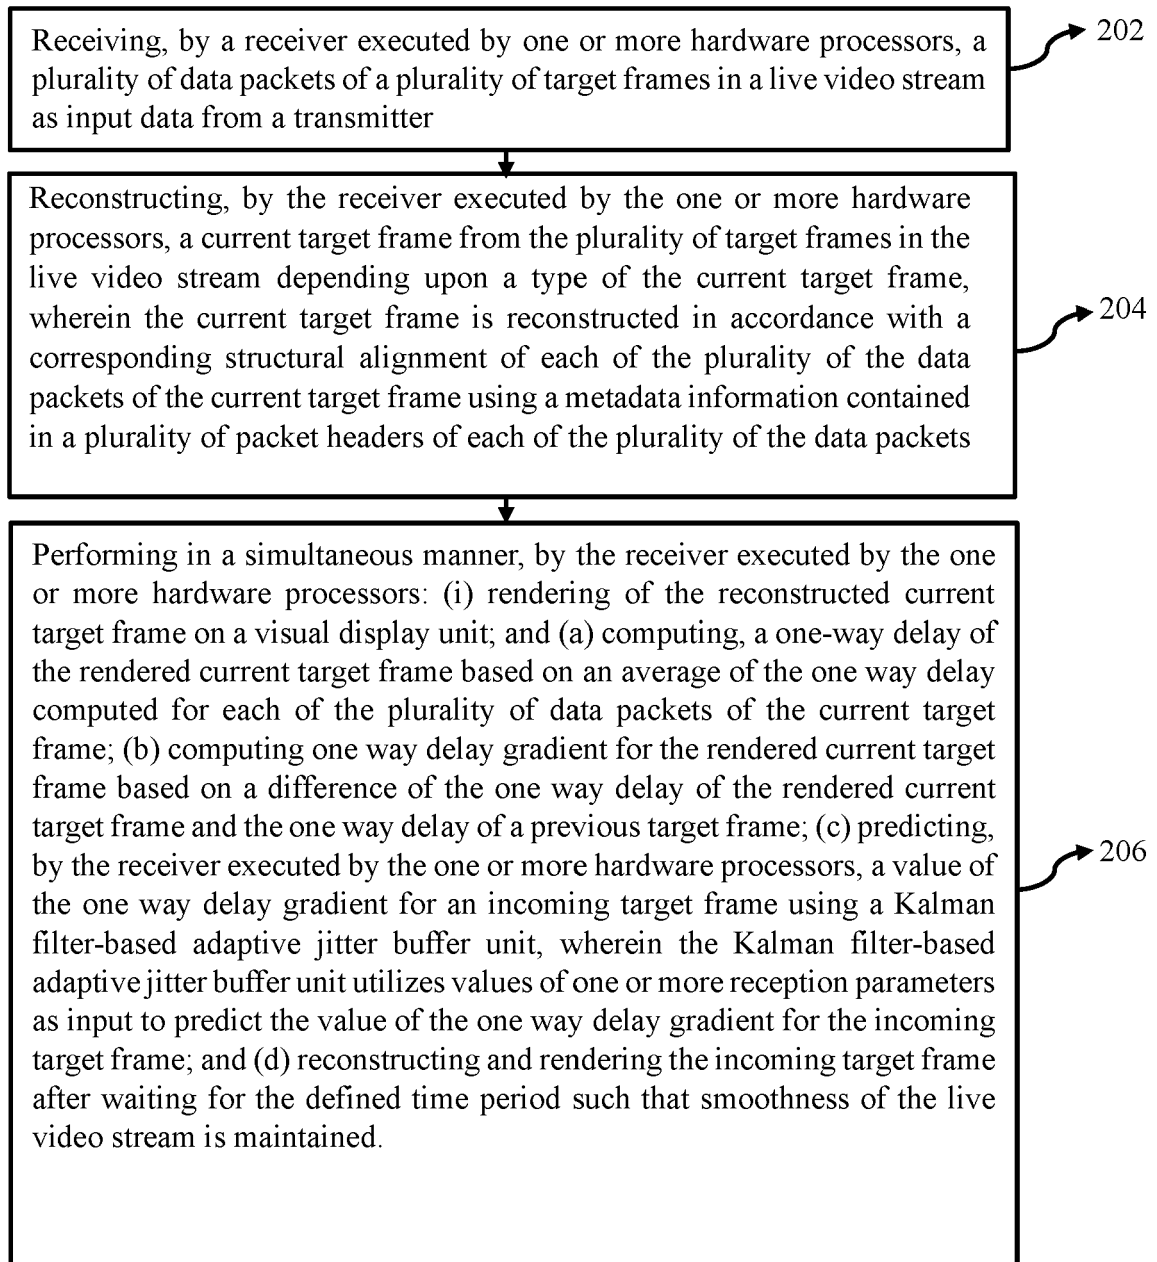 Receiving, by a receiver executed by one or more hardware processors, a
plurality of data packets of a plurality of target frames in a live video stream
as input data from a transmitter
202
Reconstructing, by the receiver executed by the one or more hardware
processors, a current target frame from the plurality of target frames in the
live video stream depending upon a type of the current target frame,
wherein the current target frame is reconstructed in accordance with a
corresponding structural alignment of each of the plurality of the data
packets of the current target frame using a metadata information contained
in a plurality of packet headers of each of the plurality of the data packets
204
Performing in a simultaneous manner, by the receiver executed by the one
or more hardware processors: (i) rendering of the reconstructed current
target frame on a visual display unit; and (a) computing, a one-way delay of
the rendered current target frame based on an average of the one way delay
computed for each of the plurality of data packets of the current target
frame; (b) computing one way delay gradient for the rendered current target
frame based on a difference of the one way delay of the rendered current
target frame and the one way delay of a previous target frame; (c) predicting,
by the receiver executed by the one or more hardware processors, a value of
the one way delay gradient for an incoming target frame using a Kalman
filter-based adaptive jitter buffer unit, wherein the Kalman filter-based
adaptive jitter buffer unit utilizes values of one or more reception parameters
as input to predict the value of the one way delay gradient for the incoming
target frame; and (d) reconstructing and rendering the incoming target frame
after waiting for the defined time period such that smoothness of the live
video stream is maintained.
206